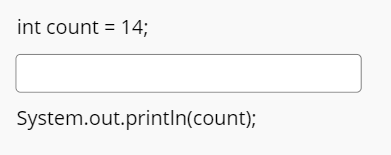 int count = 14;
System.out.println(count);